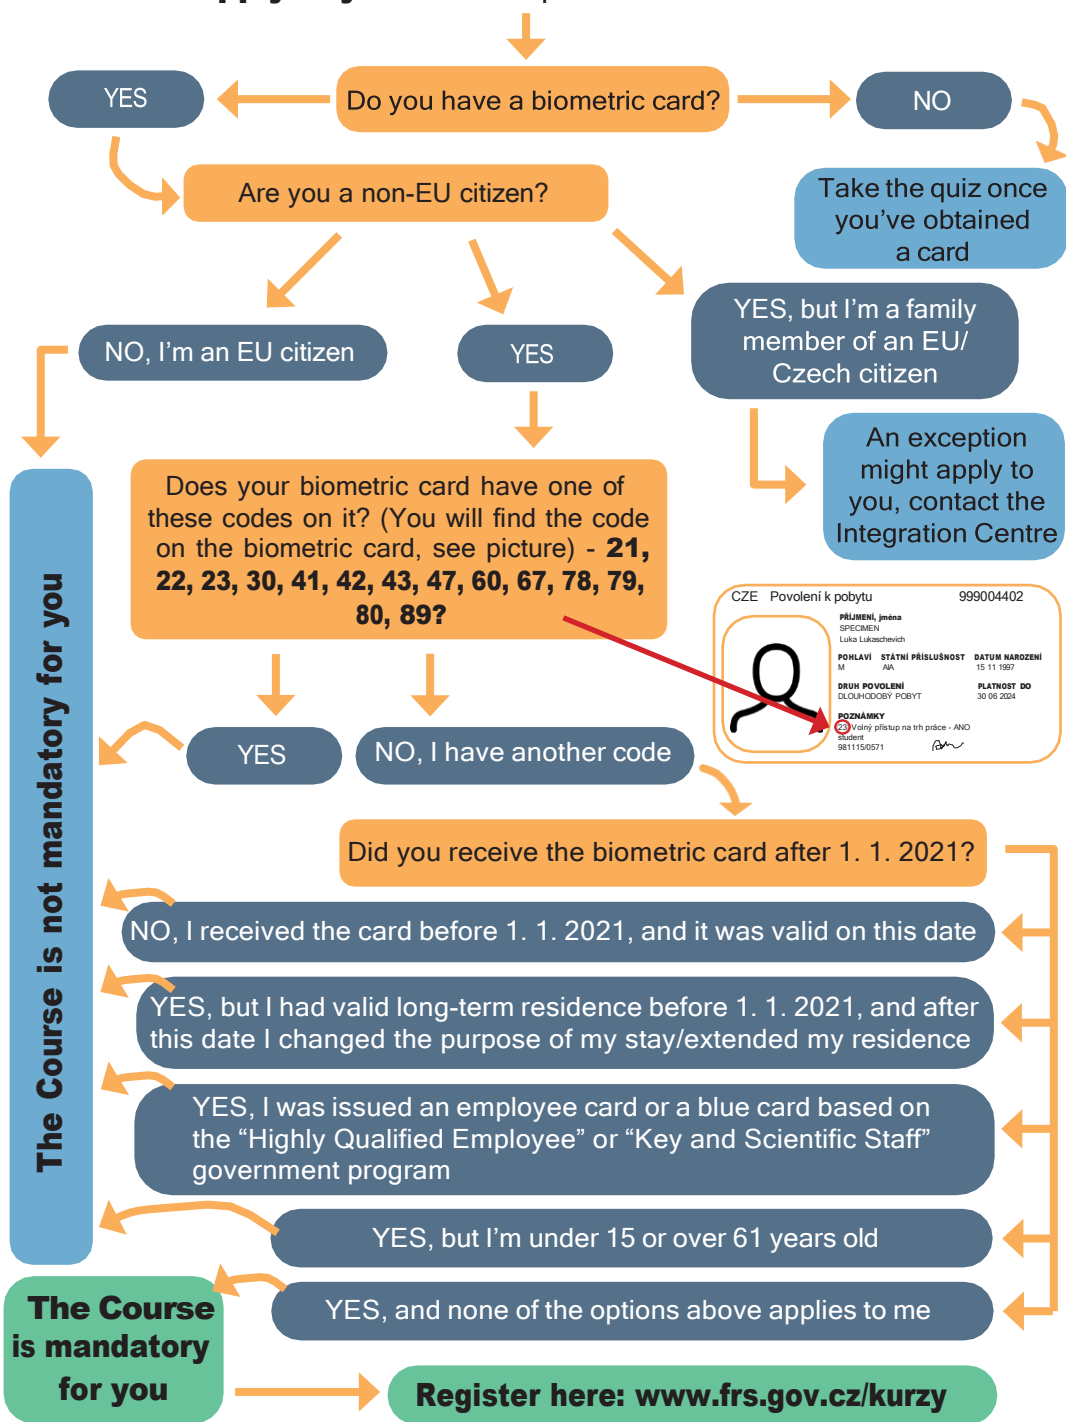 Do you have a biometric card?
YES
NO
Take the quiz once
you've obtained
a card
Are you a non-EU citizen?
NO, I'm an EU citizen
YES
YES, but I'm a family
member of an EU/
Czech citizen
An exception
might apply to
you, contact the
Integration Centre
Does your biometric card have one of
these codes on it? (You will find the code
on the biometric card, see picture) - 21,
22, 23, 30, 41, 42, 43, 47, 60, 67, 78, 79,
80, 89?
CZE Povolení k pobytu 999004402
PŘÍJMENÍ, jména
SPECIMEN
Luka Lukaschevich
POHLAVÍ STÁTNÍ PŘÍSLUŠNOST DATUM NAROZENÍ
M AIA 15 11 1997
DRUH POVOLENÍ PLATNOST DO
DLOUHODOBÝ POBYT 30 06 2024
POZNÁMKY
23 Volný přístup na trh práce - ANO
student
981115/0571
YES
NO, I have another code
Did you receive the biometric card after 1. 1. 2021?
NO, I received the card before 1. 1. 2021, and it was valid on this date
YES, but I had valid long-term residence before 1. 1. 2021, and after
this date I changed the purpose of my stay/extended my residence
YES, I was issued an employee card or a blue card based on
the “Highly Qualified Employee” or “Key and Scientific Staff”
government program
YES, but I'm under 15 or over 61 years old
YES, and none of the options above applies to me
The Course is not mandatory for you
The Course
is mandatory
for you
Register here: www.frs.gov.cz/kurzy